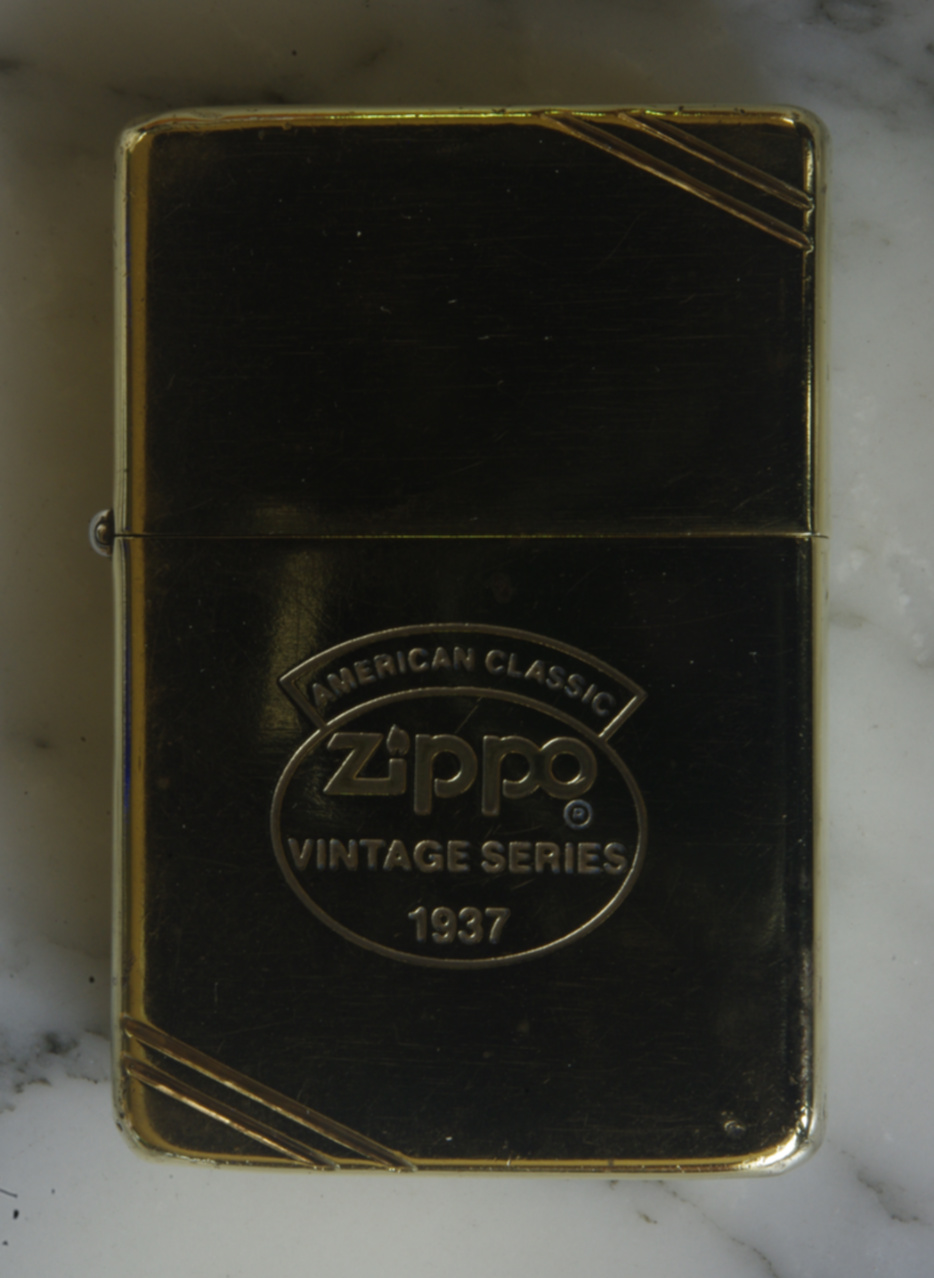 AMERICAN CLASSIC
Zippo
®
VINTAGE SERIES
1937